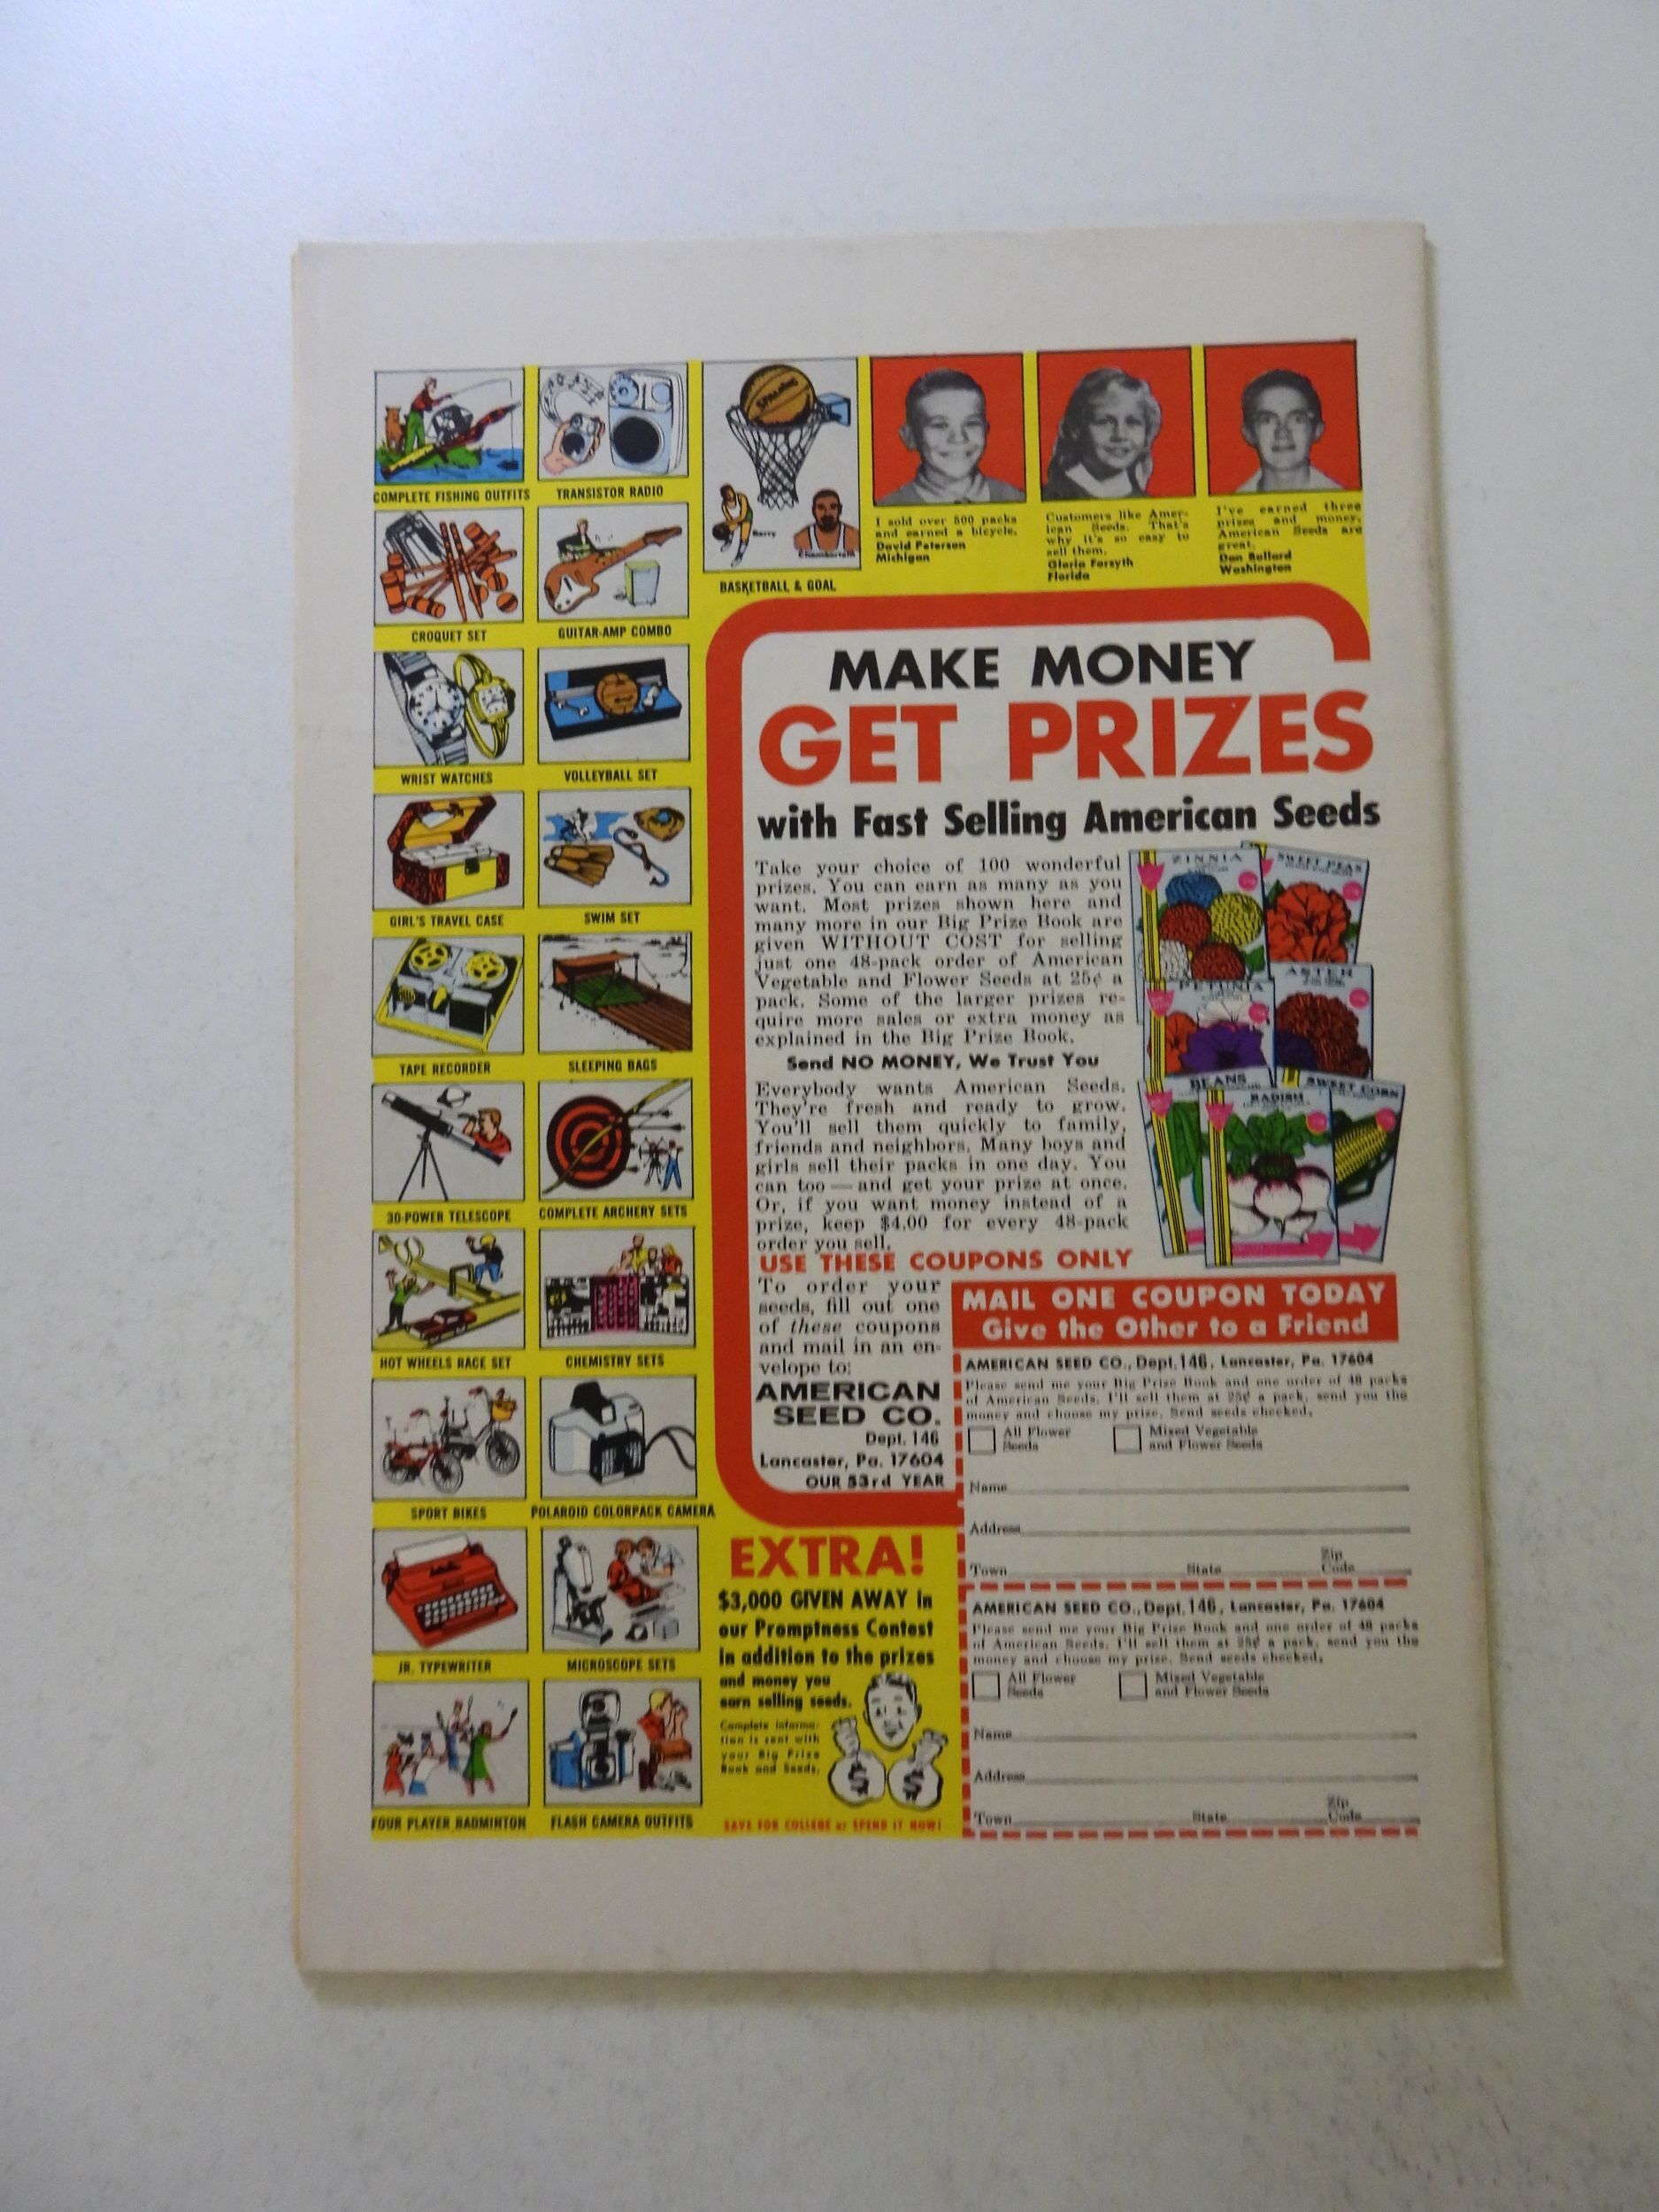 COMPLETE FISHING OUTFITS
TRANSISTOR RADIO
CROQUET SET
GUITAR-AMP COMBO
WRIST WATCHES
VOLLEYBALL SET
GIRL'S TRAVEL CASE
SWIM SET
TAPE RECORDER
SLEEPING BAGS
30-POWER TELESCOPE
COMPLETE ARCHERY SETS
HOT WHEELS RACE SET
CHEMISTRY SETS
SPORT BIKES
POLAROID COLORPACK CAMERA
JR. TYPEWRITER
MICROSCOPE SETS
FOUR PLAYER BADMINTON
FLASH CAMERA OUTFITS
SPALDING
Barry
Chamberlain
BASKETBALL & GOAL
I sold over 500 packs
and earned a bicycle.
David Peterson
Michigan
Customers like Amer-
ican Seeds. That's
why it's so easy to
sell them.
Gloria Forsyth
Florida
I've earned three
prizes and money.
American Seeds are
great.
Don Ballard
Washington
MAKE MONEY
GET PRIZES
with Fast Selling American Seeds
Take your choice of 100 wonderful
prizes. You can earn as many as you
want. Most prizes shown here and
many more in our Big Prize Book are
given WITHOUT COST for selling
just one 48-pack order of American
Vegetable and Flower Seeds at 25¢ a
pack. Some of the larger prizes re-
quire more sales or extra money as
explained in the Big Prize Book.
Send NO MONEY, We Trust You
Everybody wants American Seeds.
They're fresh and ready to grow.
You'll sell them quickly to family,
friends and neighbors. Many boys and
girls sell their packs in one day. You
can too — and get your prize at once.
Or, if you want money instead of a
prize, keep $4.00 for every 48-pack
order you sell.
ZINNIA
SWEET PEAS
PETUNIA
ASTER
BEANS
RADISH
SWEET CORN
USE THESE COUPONS ONLY
To order your
seeds, fill out one
of these coupons
and mail in an en-
velope to:
AMERICAN
SEED CO.
Dept. 146
Lancaster, Pa. 17604
OUR 53rd YEAR
MAIL ONE COUPON TODAY
Give the Other to a Friend
AMERICAN SEED CO., Dept. 146, Lancaster, Pa. 17604
Please send me your Big Prize Book and one order of 48 packs
of American Seeds. I'll sell them at 25¢ a pack, send you the
money and choose my prize. Send seeds checked.
All Flower
Seeds
Mixed Vegetable
and Flower Seeds
Name
Address
Town State Zip Code
AMERICAN SEED CO., Dept. 146, Lancaster, Pa. 17604
Please send me your Big Prize Book and one order of 48 packs
of American Seeds. I'll sell them at 25¢ a pack, send you the
money and choose my prize. Send seeds checked.
All Flower
Seeds
Mixed Vegetable
and Flower Seeds
Name
Address
Town State Zip Code
EXTRA!
$3,000 GIVEN AWAY in
our Promptness Contest
in addition to the prizes
and money you
earn selling seeds.
Complete informa-
tion is sent with
your Big Prize
Book and Seeds.
$ $
SAVE FOR COLLEGE or SPEND IT NOW!